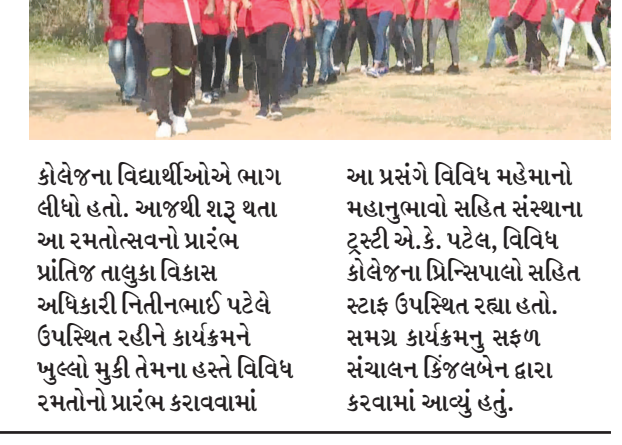 કોલેજના વિદ્યાર્થીઓએ ભાગ
લીધો હતો. આજથી શરૂ થતા
આ રમતોત્સવનો પ્રારંભ
પ્રાંતિજ તાલુકા વિકાસ
અધિકારી નિતીનભાઈ પટેલે
ઉપસ્થિત રહીને કાર્યક્રમને
ખુલ્લો મુકી તેમના હસ્તે વિવિધ
રમતોનો પ્રારંભ કરાવવામાં
આ પ્રસંગે વિવિધ મહેમાનો
મહાનુભાવો સહિત સંસ્થાના
ટ્રસ્ટી એ.કે. પટેલ, વિવિધ
કોલેજના પ્રિન્સિપાલો સહિત
સ્ટાફ ઉપસ્થિત રહ્યા હતો.
સમગ્ર કાર્યક્રમનુ સફળ
સંચાલન કિંજલબેન દ્વારા
કરવામાં આવ્યું હતું.